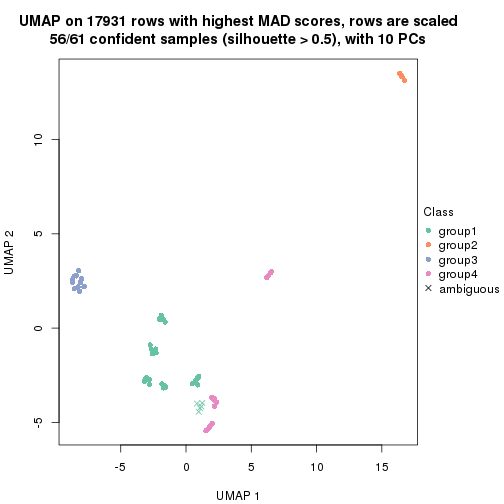 UMAP on 17931 rows with highest MAD scores, rows are scaled
56/61 confident samples (silhouette > 0.5), with 10 PCs
10
5
0
-5
UMAP 2
-5
0
5
10
15
UMAP 1
Class
group1
group2
group3
group4
ambiguous